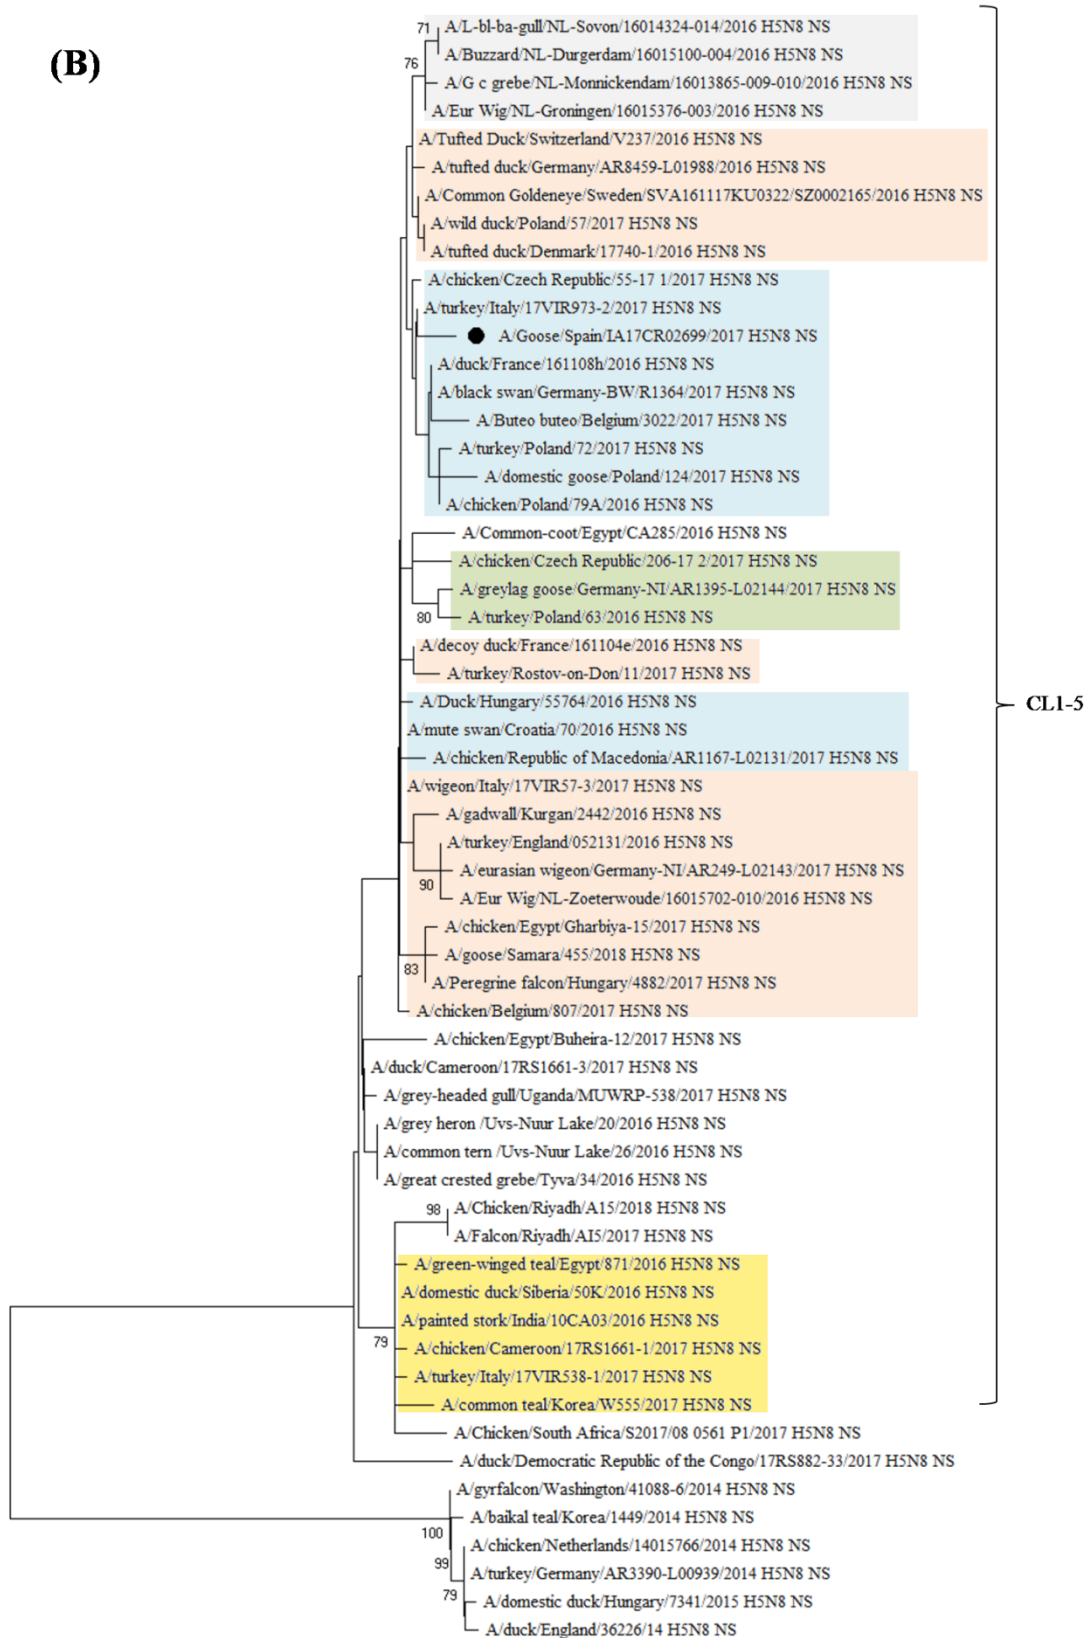 (B)
71
A/L-bl-ba-gull/NL-Sovon/16014324-014/2016 H5N8 NS
A/Buzzard/NL-Durgerdam/16015100-004/2016 H5N8 NS
76
A/G c grebe/NL-Monnickendam/16013865-009-010/2016 H5N8 NS
A/Eur Wig/NL-Groningen/16015376-003/2016 H5N8 NS
A/Tufted Duck/Switzerland/V237/2016 H5N8 NS
A/tufted duck/Germany/AR8459-L01988/2016 H5N8 NS
A/Common Goldeneye/Sweden/SVA161117KU0322/SZ0002165/2016 H5N8 NS
A/wild duck/Poland/57/2017 H5N8 NS
A/tufted duck/Denmark/17740-1/2016 H5N8 NS
A/chicken/Czech Republic/55-17 1/2017 H5N8 NS
A/turkey/Italy/17VIR973-2/2017 H5N8 NS
A/Goose/Spain/IA17CR02699/2017 H5N8 NS
A/duck/France/161108h/2016 H5N8 NS
A/black swan/Germany-BW/R1364/2017 H5N8 NS
A/Buteo buteo/Belgium/3022/2017 H5N8 NS
A/turkey/Poland/72/2017 H5N8 NS
A/domestic goose/Poland/124/2017 H5N8 NS
A/chicken/Poland/79A/2016 H5N8 NS
A/Common-coot/Egypt/CA285/2016 H5N8 NS
A/chicken/Czech Republic/206-17 2/2017 H5N8 NS
A/greylag goose/Germany-NI/AR1395-L02144/2017 H5N8 NS
80
A/turkey/Poland/63/2016 H5N8 NS
A/decoy duck/France/161104e/2016 H5N8 NS
A/turkey/Rostov-on-Don/11/2017 H5N8 NS
A/Duck/Hungary/55764/2016 H5N8 NS
CL1-5
A/mute swan/Croatia/70/2016 H5N8 NS
A/chicken/Republic of Macedonia/AR1167-L02131/2017 H5N8 NS
A/wigeon/Italy/17VIR57-3/2017 H5N8 NS
A/gadwall/Kurgan/2442/2016 H5N8 NS
A/turkey/England/052131/2016 H5N8 NS
A/eurasian wigeon/Germany-NI/AR249-L02143/2017 H5N8 NS
90
A/Eur Wig/NL-Zoeterwoude/16015702-010/2016 H5N8 NS
A/chicken/Egypt/Gharbiya-15/2017 H5N8 NS
A/goose/Samara/455/2018 H5N8 NS
83
A/Peregrine falcon/Hungary/4882/2017 H5N8 NS
A/chicken/Belgium/807/2017 H5N8 NS
A/chicken/Egypt/Buheira-12/2017 H5N8 NS
A/duck/Cameroon/17RS1661-3/2017 H5N8 NS
A/grey-headed gull/Uganda/MUWRP-538/2017 H5N8 NS
A/grey heron /Uvs-Nuur Lake/20/2016 H5N8 NS
A/common tern /Uvs-Nuur Lake/26/2016 H5N8 NS
A/great crested grebe/Tyva/34/2016 H5N8 NS
98
A/Chicken/Riyadh/A15/2018 H5N8 NS
A/Falcon/Riyadh/AI5/2017 H5N8 NS
A/green-winged teal/Egypt/871/2016 H5N8 NS
A/domestic duck/Siberia/50K/2016 H5N8 NS
A/painted stork/India/10CA03/2016 H5N8 NS
79
A/chicken/Cameroon/17RS1661-1/2017 H5N8 NS
A/turkey/Italy/17VIR538-1/2017 H5N8 NS
A/common teal/Korea/W555/2017 H5N8 NS
A/Chicken/South Africa/S2017/08 0561 P1/2017 H5N8 NS
A/duck/Democratic Republic of the Congo/17RS882-33/2017 H5N8 NS
A/gyrfalcon/Washington/41088-6/2014 H5N8 NS
A/baikal teal/Korea/1449/2014 H5N8 NS
100
A/chicken/Netherlands/14015766/2014 H5N8 NS
99
A/turkey/Germany/AR3390-L00939/2014 H5N8 NS
79
A/domestic duck/Hungary/7341/2015 H5N8 NS
A/duck/England/36226/14 H5N8 NS